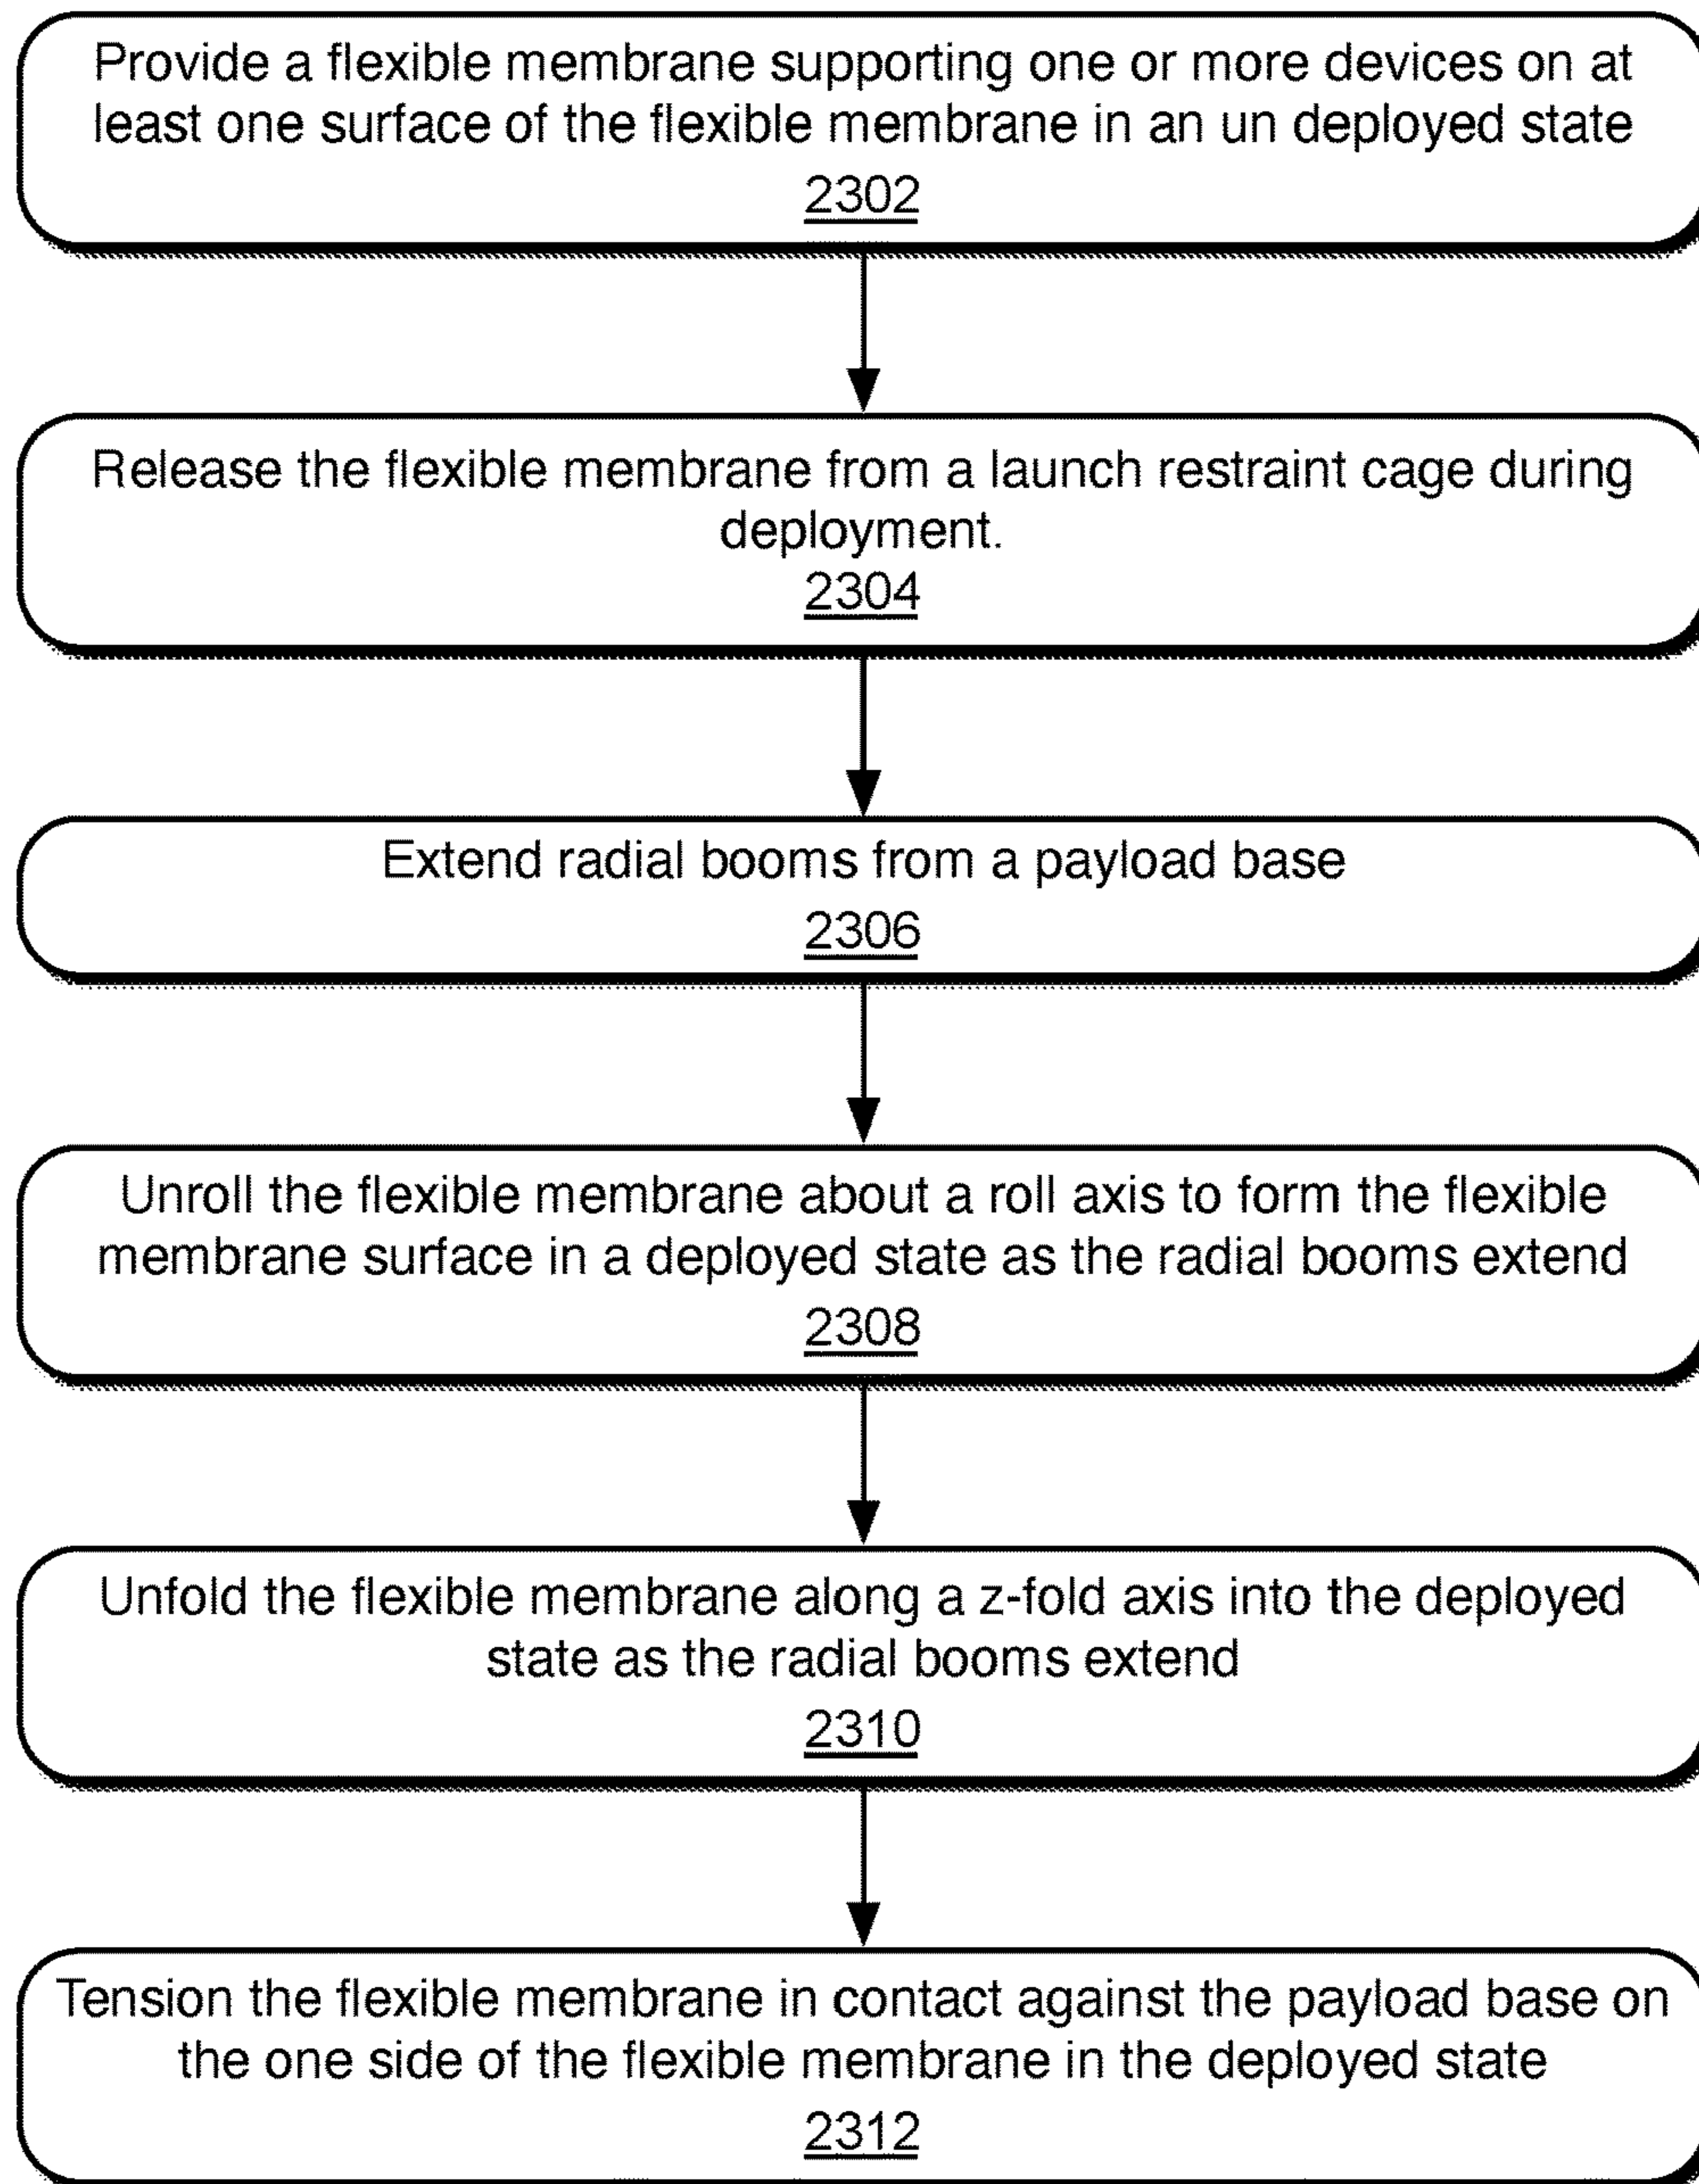 Provide a flexible membrane supporting one or more devices on at
least one surface of the flexible membrane in an un deployed state
2302
Release the flexible membrane from a launch restraint cage during
deployment.
2304
Extend radial booms from a payload base
2306
Unroll the flexible membrane about a roll axis to form the flexible
membrane surface in a deployed state as the radial booms extend
2308
Unfold the flexible membrane along a z-fold axis into the deployed
state as the radial booms extend
2310
Tension the flexible membrane in contact against the payload base on
the one side of the flexible membrane in the deployed state
2312